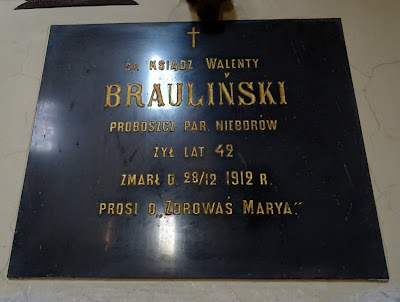 ŚP. KSIĄDZ WALENTY
BRAULIŃSKI
PROBOSZCZ PAR. NIEBORÓW
ŻYŁ LAT 42
ZMARŁ D. 28/12 1912 R.
PROSI O „ZDROWAŚ MARYA."